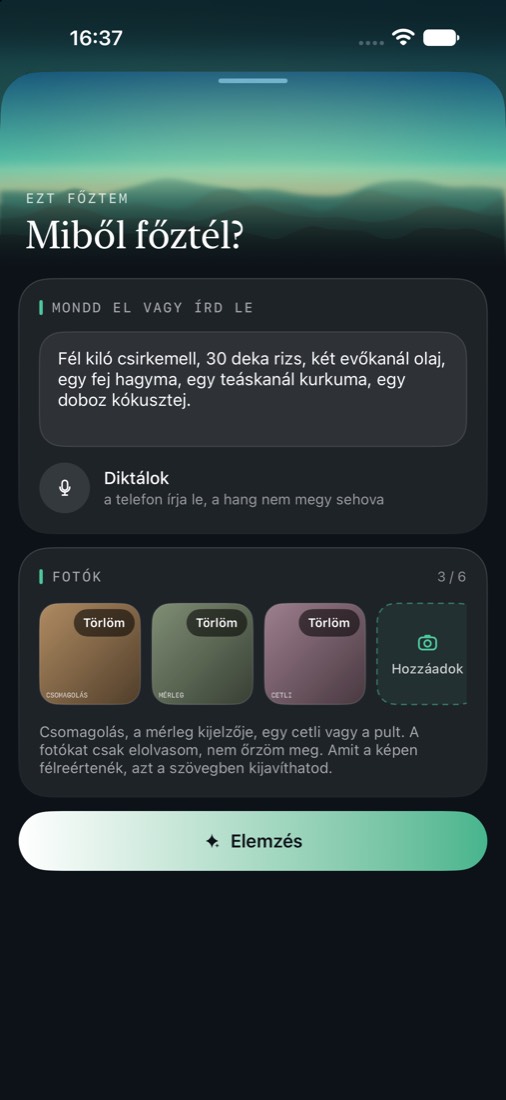 16:37
EZT FŐZTEM
Miből főztél?
MONDD EL VAGY ÍRD LE
Fél kiló csirkemell, 30 deka rizs, két evőkanál olaj,
egy fej hagyma, egy teáskanál kurkuma, egy
doboz kókusztej.
Diktálok
a telefon írja le, a hang nem megy sehova
FOTÓK
3 / 6
Törlöm
Törlöm
Törlöm
Hozzáadok
CSOMAGOLÁS
MÉRLEG
CETLI
Csomagolás, a mérleg kijelzője, egy cetli vagy a pult. A
fotókat csak elolvasom, nem őrzöm meg. Amit a képen
félreértenék, azt a szövegben kijavíthatod.
Elemzés